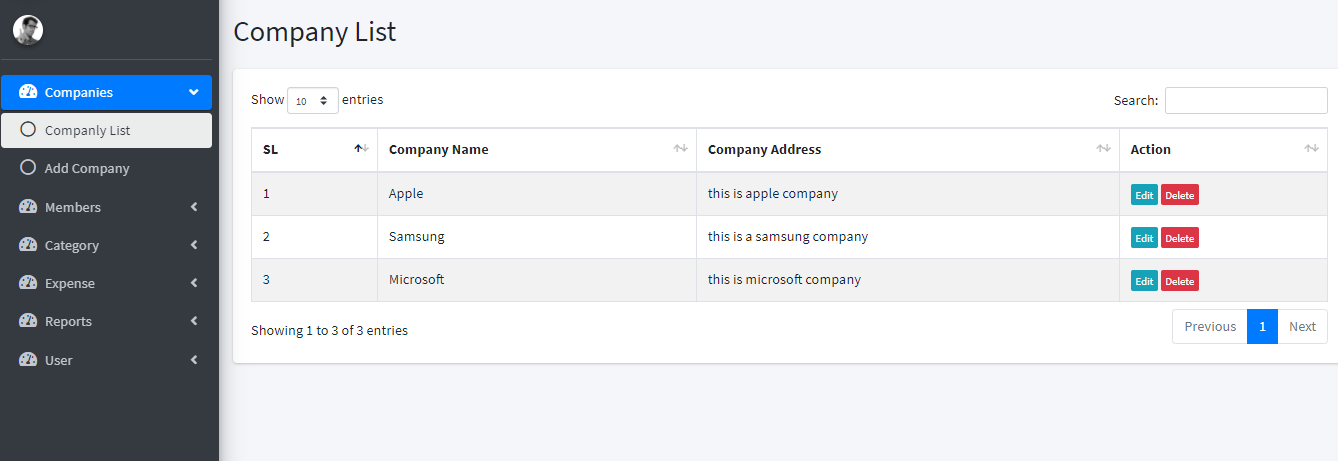 Company List
Companies
Companly List
Add Company
Members
Category
Expense
Reports
User
Show 10 entries
Search:
SL Company Name Company Address Action
1 Apple this is apple company Edit Delete
2 Samsung this is a samsung company Edit Delete
3 Microsoft this is microsoft company Edit Delete
Showing 1 to 3 of 3 entries
Previous 1 Next